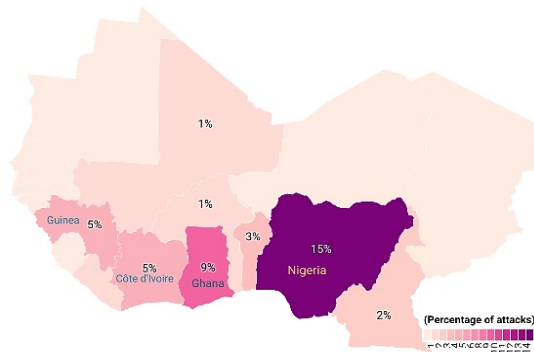 1%
1%
Guinea 5%
3%
5%
Côte d'Ivoire
9%
Ghana
15%
Nigeria
2%
(Percentage of attacks)